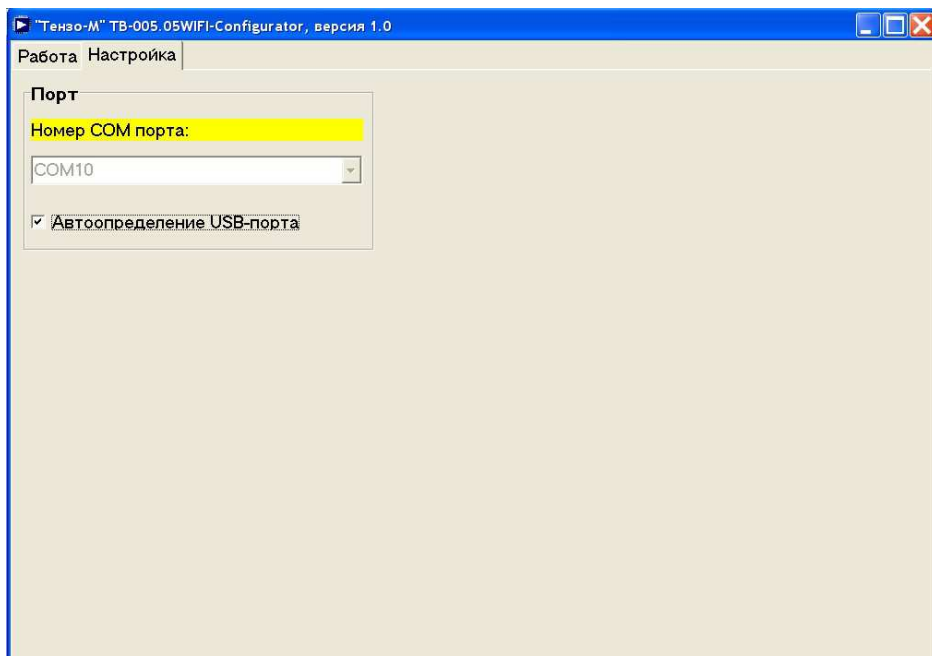 "Тензо-М" ТВ-005.05WIFI-Configurator, версия 1.0
Работа Настройка
Порт
Номер COM порта:
COM10
Автоопределение USB-порта